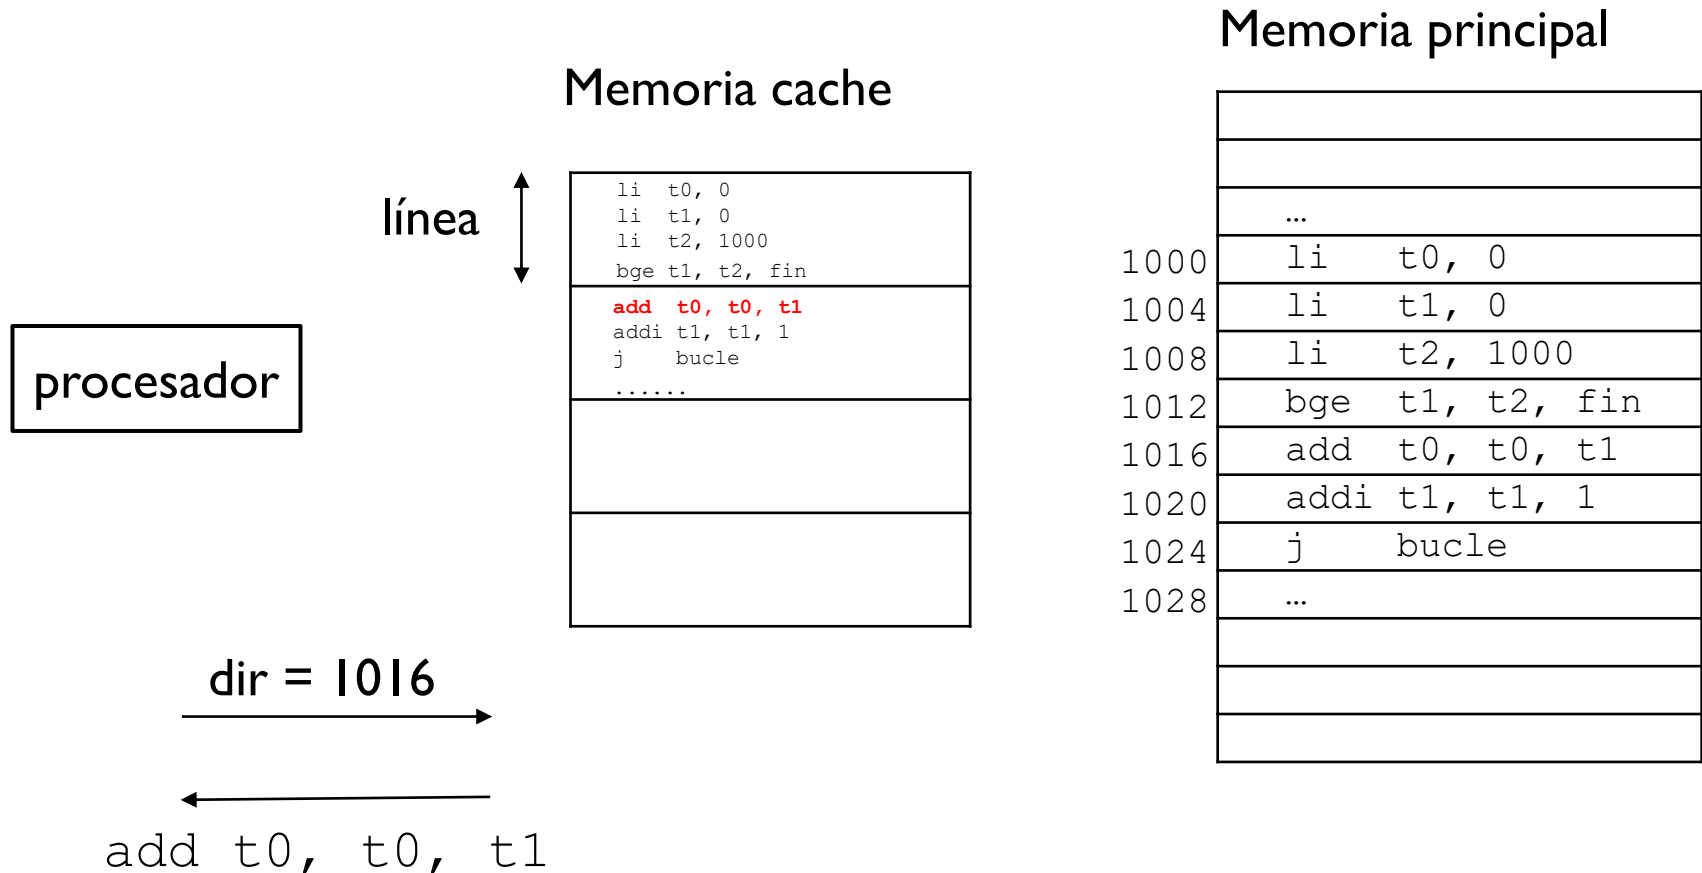 Memoria principal
Memoria cache
línea
li t0, 0
li t1, 0
li t2, 1000
bge t1, t2, fin
add t0, t0, t1
addi t1, t1, 1
j bucle
......
procesador
…
1000 li t0, 0
1004 li t1, 0
1008 li t2, 1000
1012 bge t1, t2, fin
1016 add t0, t0, t1
1020 addi t1, t1, 1
1024 j bucle
1028 …
dir = 1016
add t0, t0, t1